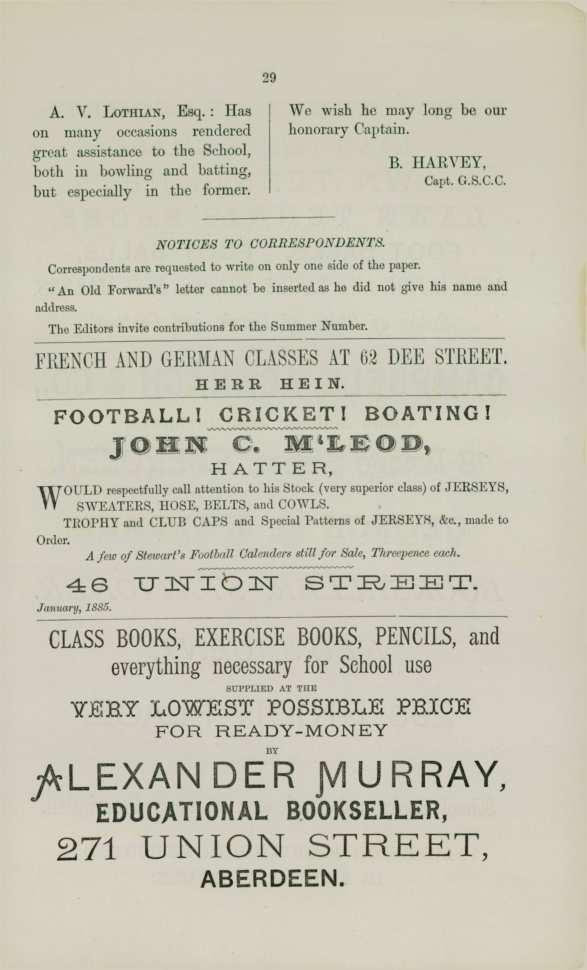 29
A. V. LOTHIAN, Esq.: Has
on many occasions rendered
great assistance to the School,
both in bowling and batting,
but especially in the former.
We wish he may long be our
honorary Captain.
B. HARVEY,
Capt. G.S.C.C.
NOTICES TO CORRESPONDENTS.
Correspondents are requested to write on only one side of the paper.
"An Old Forward's" letter cannot be inserted as he did not give his name and
address.
The Editors invite contributions for the Summer Number.
FRENCH AND GERMAN CLASSES AT 62 DEE STREET.
HERR HEIN.
FOOTBALL! CRICKET! BOATING!
JOHN C. M'LEOD,
HATTER,
WOULD respectfully call attention to his Stock (very superior class) of JERSEYS,
SWEATERS, HOSE, BELTS, and COWLS.
TROPHY and CLUB CAPS and Special Patterns of JERSEYS, &c., made to
Order.
A few of Stewart's Football Calenders still for Sale, Threepence each.
46 UNION STREET.
January, 1885.
CLASS BOOKS, EXERCISE BOOKS, PENCILS, and
everything necessary for School use
SUPPLIED AT THE
VERY LOWEST POSSIBLE PRICE
FOR READY-MONEY
BY
ALEXANDER MURRAY,
EDUCATIONAL BOOKSELLER,
271 UNION STREET,
ABERDEEN.